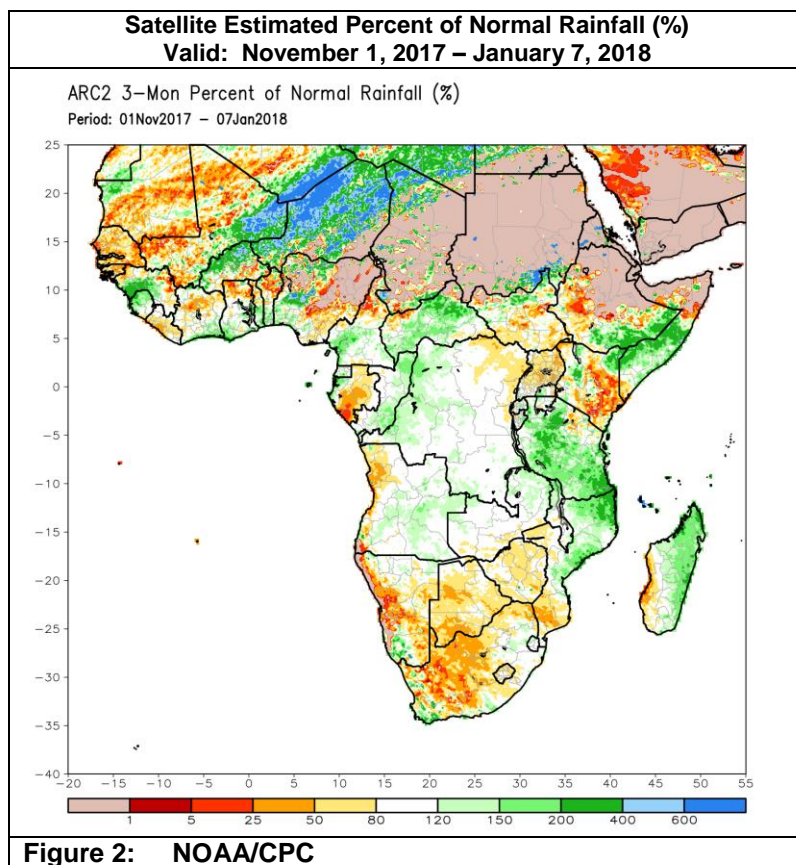 Satellite Estimated Percent of Normal Rainfall (%)
Valid: November 1, 2017 – January 7, 2018
ARC2 3-Mon Percent of Normal Rainfall (%)
Period: 01Nov2017 – 07Jan2018
25
20
15
10
5
0
-5
-10
-15
-20
-25
-30
-35
-40
-20 -15 -10 -5 0 5 10 15 20 25 30 35 40 45 50 55
1 5 25 50 80 120 150 200 400 600
Figure 2: NOAA/CPC